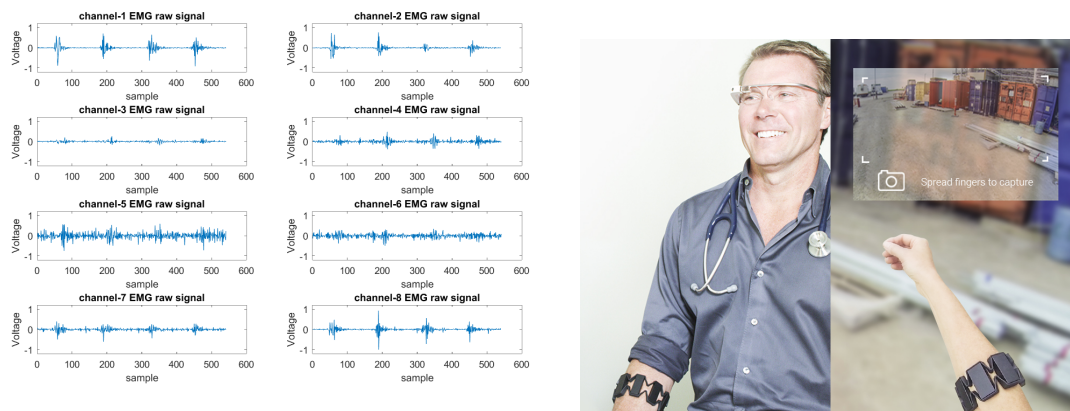 channel-1 EMG raw signal
1
0
-1
Voltage
0 100 200 300 400 500 600
sample
channel-2 EMG raw signal
1
0
-1
Voltage
0 100 200 300 400 500 600
sample
channel-3 EMG raw signal
1
0
-1
Voltage
0 100 200 300 400 500 600
sample
channel-4 EMG raw signal
1
0
-1
Voltage
0 100 200 300 400 500 600
sample
channel-5 EMG raw signal
1
0
-1
Voltage
0 100 200 300 400 500 600
sample
channel-6 EMG raw signal
1
0
-1
Voltage
0 100 200 300 400 500 600
sample
channel-7 EMG raw signal
1
0
-1
Voltage
0 100 200 300 400 500 600
sample
channel-8 EMG raw signal
1
0
-1
Voltage
0 100 200 300 400 500 600
sample
Spread fingers to capture